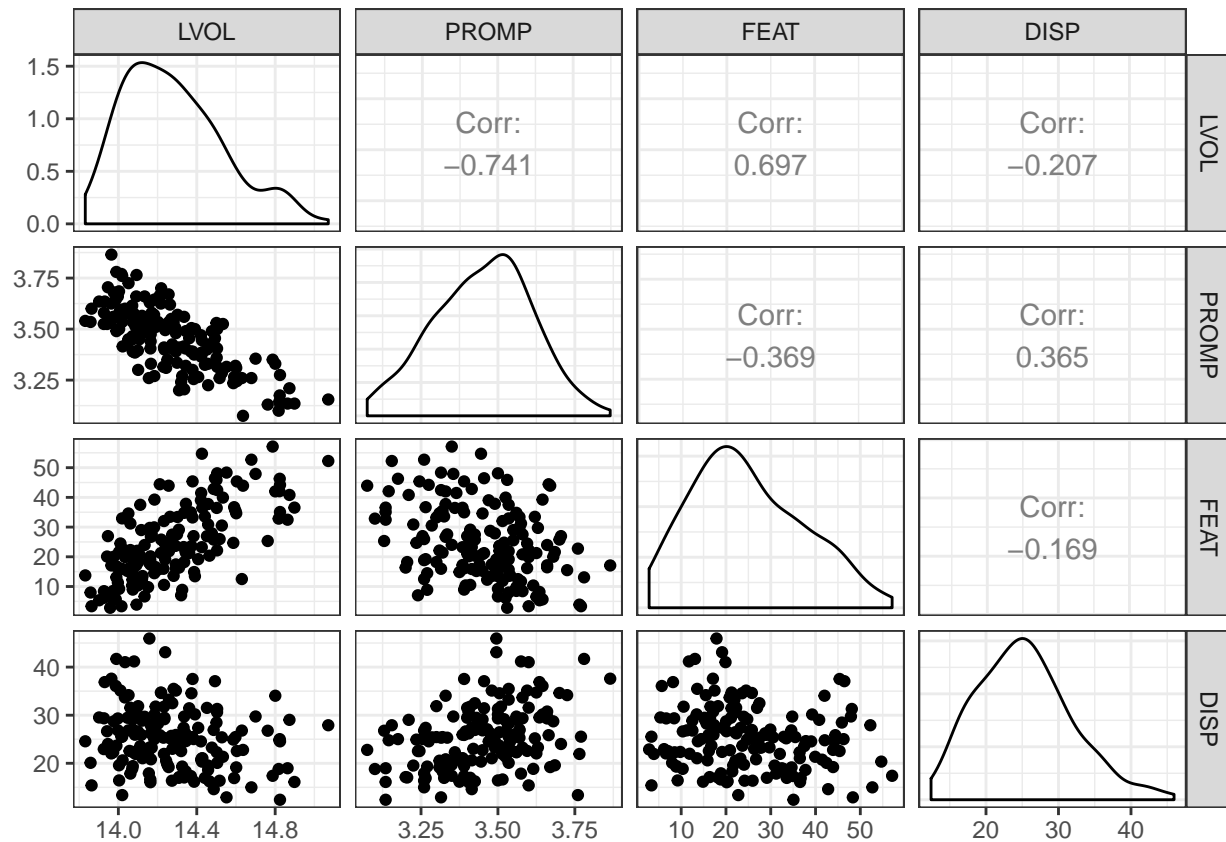 LVOL PROMP FEAT DISP
1.5
1.0
0.5
0.0
Corr:
−0.741
Corr:
0.697
Corr:
−0.207
LVOL
3.75
3.50
3.25
Corr:
−0.369
Corr:
0.365
PROMP
50
40
30
20
10
Corr:
−0.169
FEAT
40
30
20
DISP
14.0 14.4 14.8 3.25 3.50 3.75 10 20 30 40 50 20 30 40